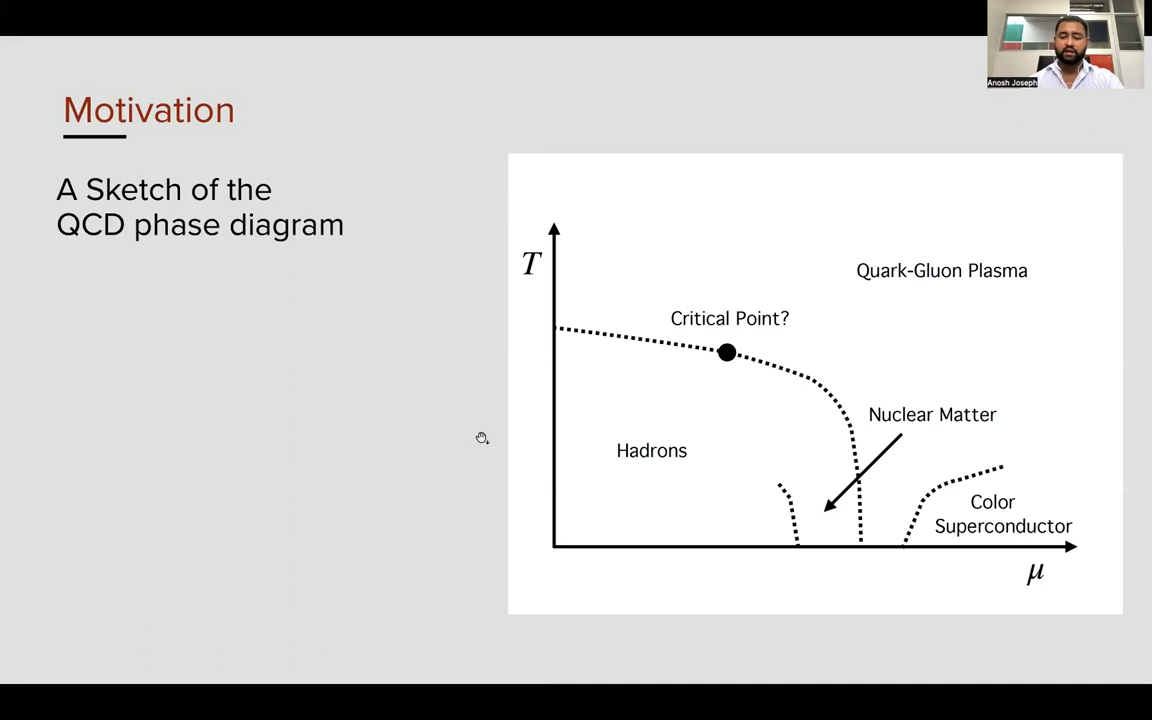 Motivation
A Sketch of the
QCD phase diagram
Anosh Joseph
T
Quark-Gluon Plasma
Critical Point?
Nuclear Matter
Hadrons
Color
Superconductor
μ